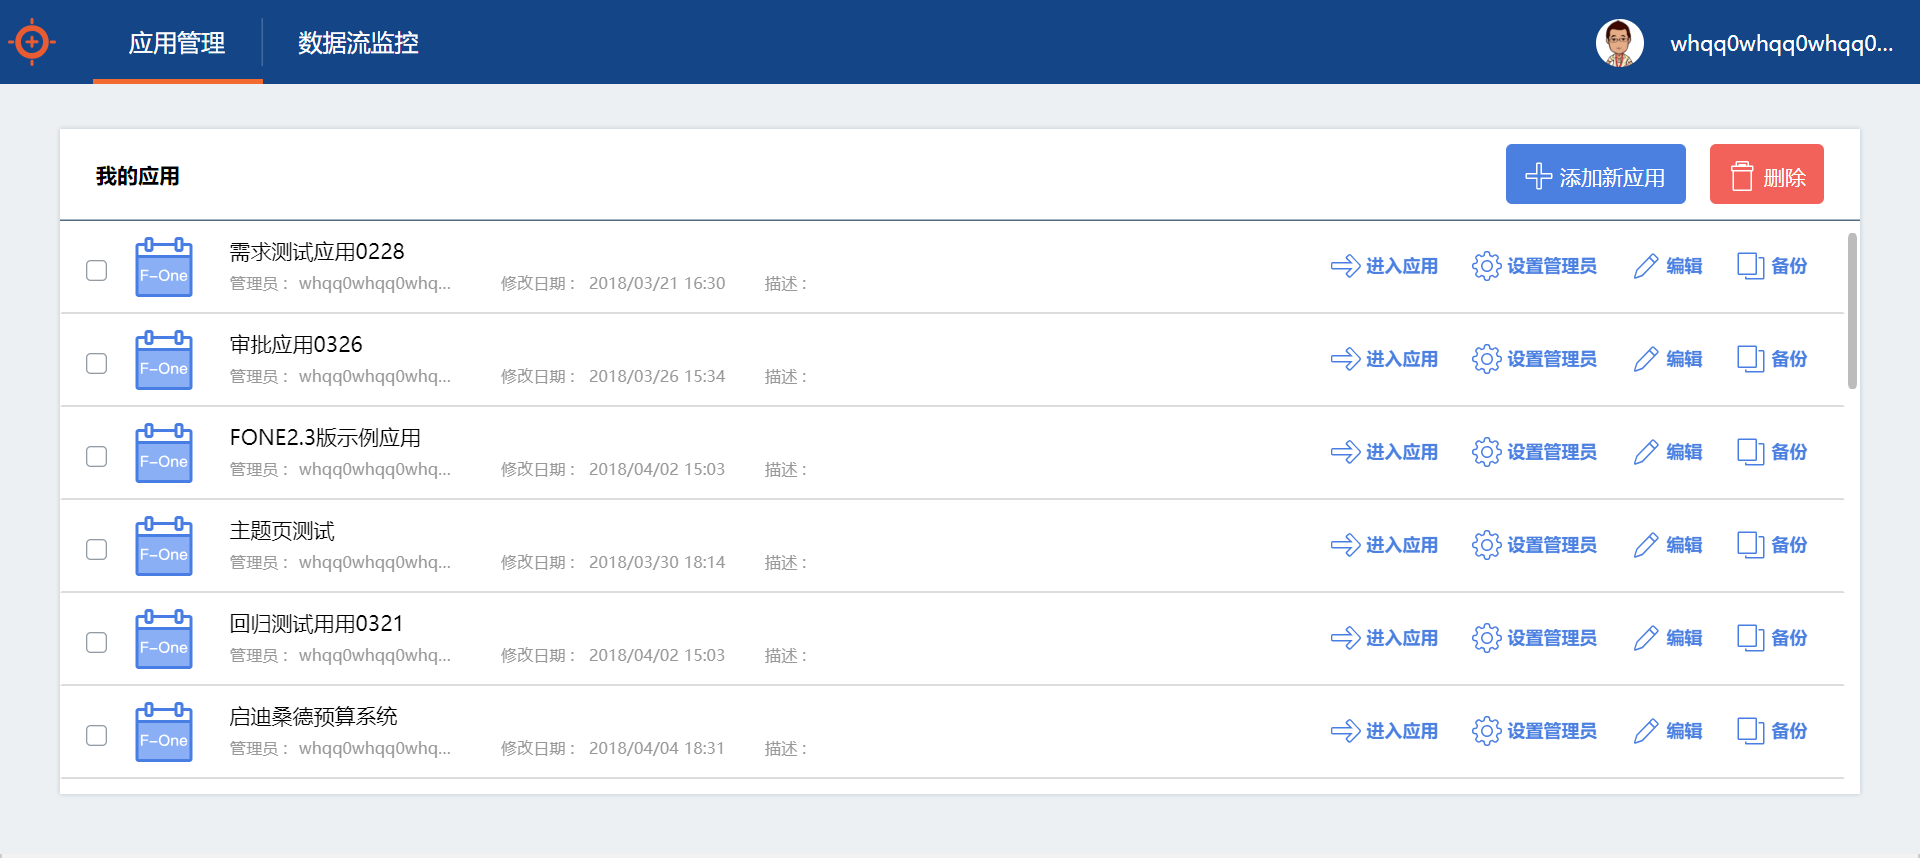 应用管理 数据流监控 whqq0whqq0whqq0...
我的应用 添加新应用 删除
需求测试应用0228
F-One 管理员： whqq0whqq0whq... 修改日期： 2018/03/21 16:30 描述： 进入应用 设置管理员 编辑 备份
审批应用0326
F-One 管理员： whqq0whqq0whq... 修改日期： 2018/03/26 15:34 描述： 进入应用 设置管理员 编辑 备份
FONE2.3版示例应用
F-One 管理员： whqq0whqq0whq... 修改日期： 2018/04/02 15:03 描述： 进入应用 设置管理员 编辑 备份
主题页测试
F-One 管理员： whqq0whqq0whq... 修改日期： 2018/03/30 18:14 描述： 进入应用 设置管理员 编辑 备份
回归测试用用0321
F-One 管理员： whqq0whqq0whq... 修改日期： 2018/04/02 15:03 描述： 进入应用 设置管理员 编辑 备份
启迪桑德预算系统
F-One 管理员： whqq0whqq0whq... 修改日期： 2018/04/04 18:31 描述： 进入应用 设置管理员 编辑 备份